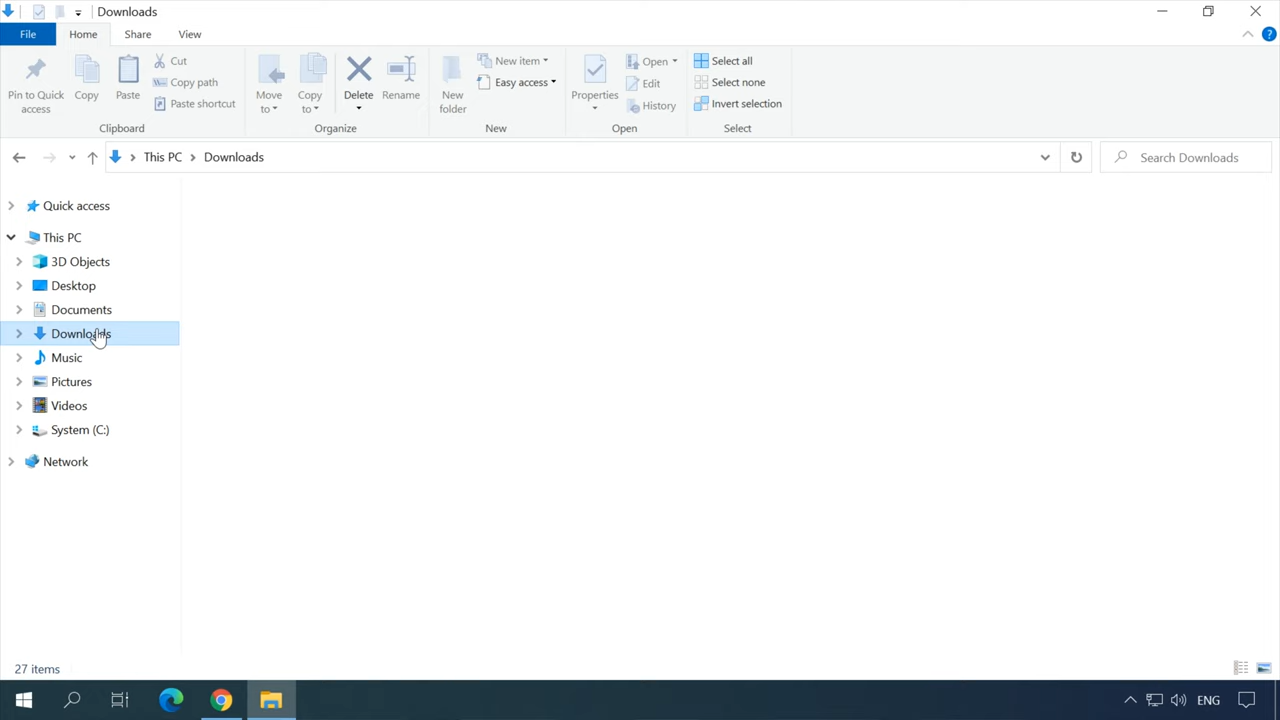 Downloads
File Home Share View
Pin to Quick access
Copy
Paste
Cut
Copy path
Paste shortcut
Clipboard
Move to
Copy to
Delete
Rename
Organize
New folder
New item
Easy access
New
Properties
Open
Edit
History
Open
Select all
Select none
Invert selection
Select
This PC Downloads
Search Downloads
Quick access
This PC
3D Objects
Desktop
Documents
Downloads
Music
Pictures
Videos
System (C:)
Network
27 items
ENG